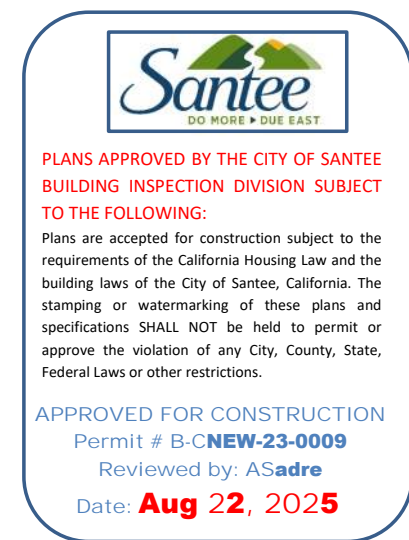 Santee
DO MORE ▸ DUE EAST
PLANS APPROVED BY THE CITY OF SANTEE
BUILDING INSPECTION DIVISION SUBJECT
TO THE FOLLOWING:
Plans are accepted for construction subject to the
requirements of the California Housing Law and the
building laws of the City of Santee, California. The
stamping or watermarking of these plans and
specifications SHALL NOT be held to permit or
approve the violation of any City, County, State,
Federal Laws or other restrictions.
APPROVED FOR CONSTRUCTION
Permit # B-CNEW-23-0009
Reviewed by: ASadre
Date: Aug 22, 2025